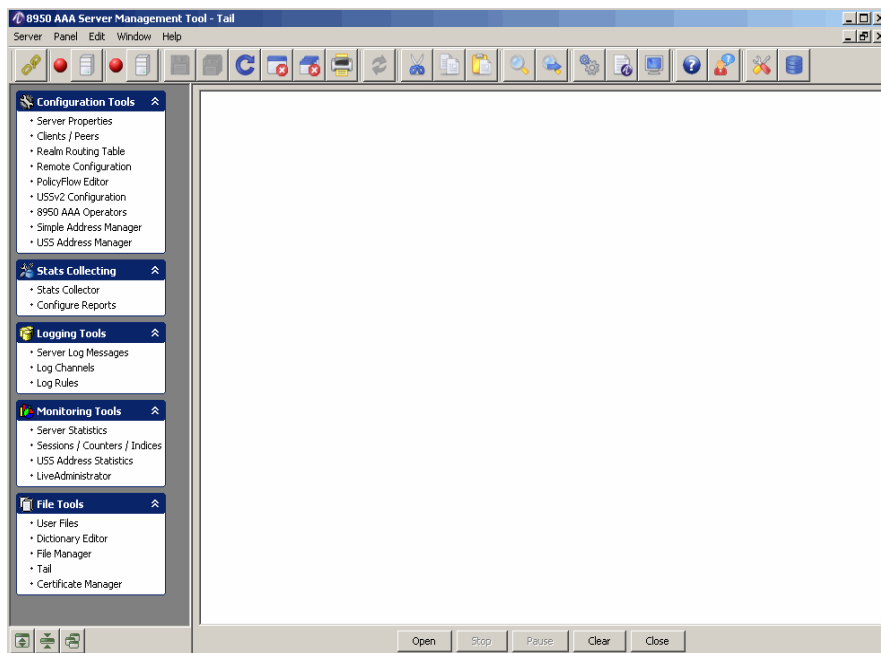 8950 AAA Server Management Tool - Tail
Server Panel Edit Window Help
Configuration Tools
• Server Properties
• Clients / Peers
• Realm Routing Table
• Remote Configuration
• PolicyFlow Editor
• USSv2 Configuration
• 8950 AAA Operators
• Simple Address Manager
• USS Address Manager
Stats Collecting
• Stats Collector
• Configure Reports
Logging Tools
• Server Log Messages
• Log Channels
• Log Rules
Monitoring Tools
• Server Statistics
• Sessions / Counters / Indices
• USS Address Statistics
• LiveAdministrator
File Tools
• User Files
• Dictionary Editor
• File Manager
• Tail
• Certificate Manager
Open Stop Pause Clear Close